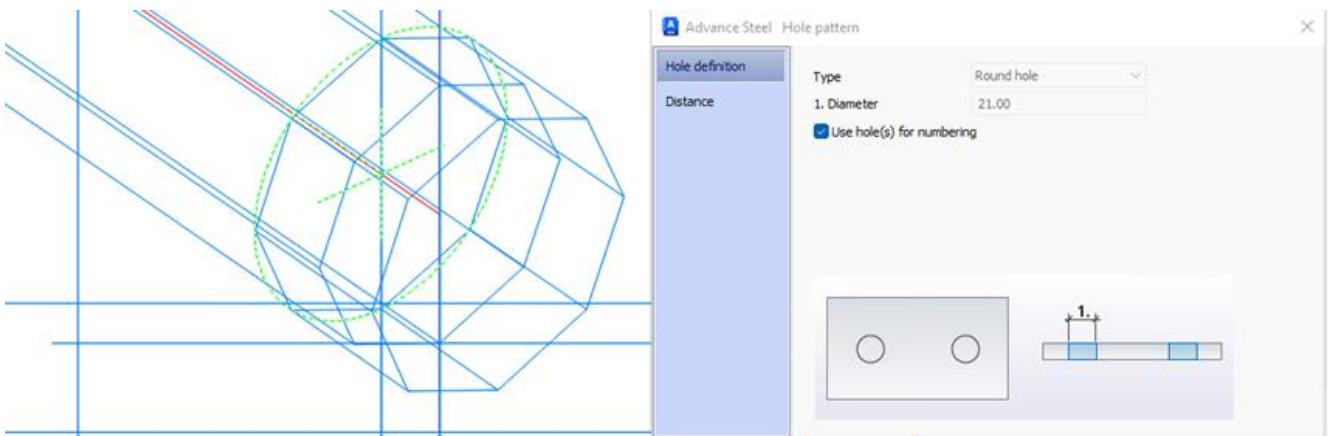 Advance Steel Hole pattern
Hole definition
Distance
Type Round hole
1. Diameter 21.00
Use hole(s) for numbering
1.